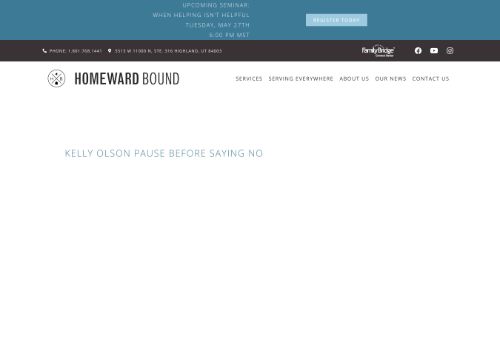 UPCOMING SEMINAR:
WHEN HELPING ISN'T HELPFUL
TUESDAY, MAY 27TH
6:00 PM MST
REGISTER TODAY
PHONE: 1.801.768.1441
5513 W 11000 N, STE. 316 HIGHLAND, UT 84003
FamilyBridge
HOMEWARD BOUND
SERVICES
SERVING EVERYWHERE
ABOUT US
OUR NEWS
CONTACT US
KELLY OLSON PAUSE BEFORE SAYING NO